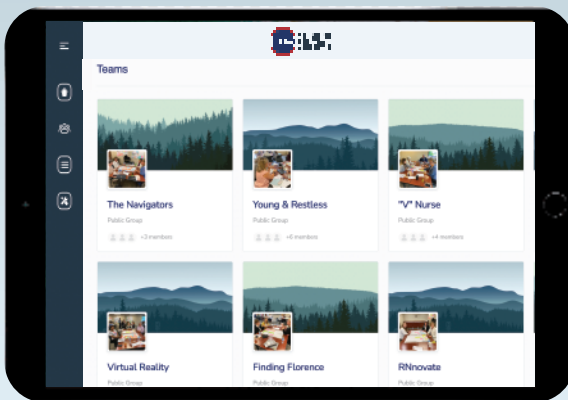 Teams
The Navigators
Young & Restless
"V" Nurse
Public Group
Public Group
Public Group
+3 members
+6 members
+4 members
Virtual Reality
Finding Florence
RNnovate
Public Group
Public Group
Public Group